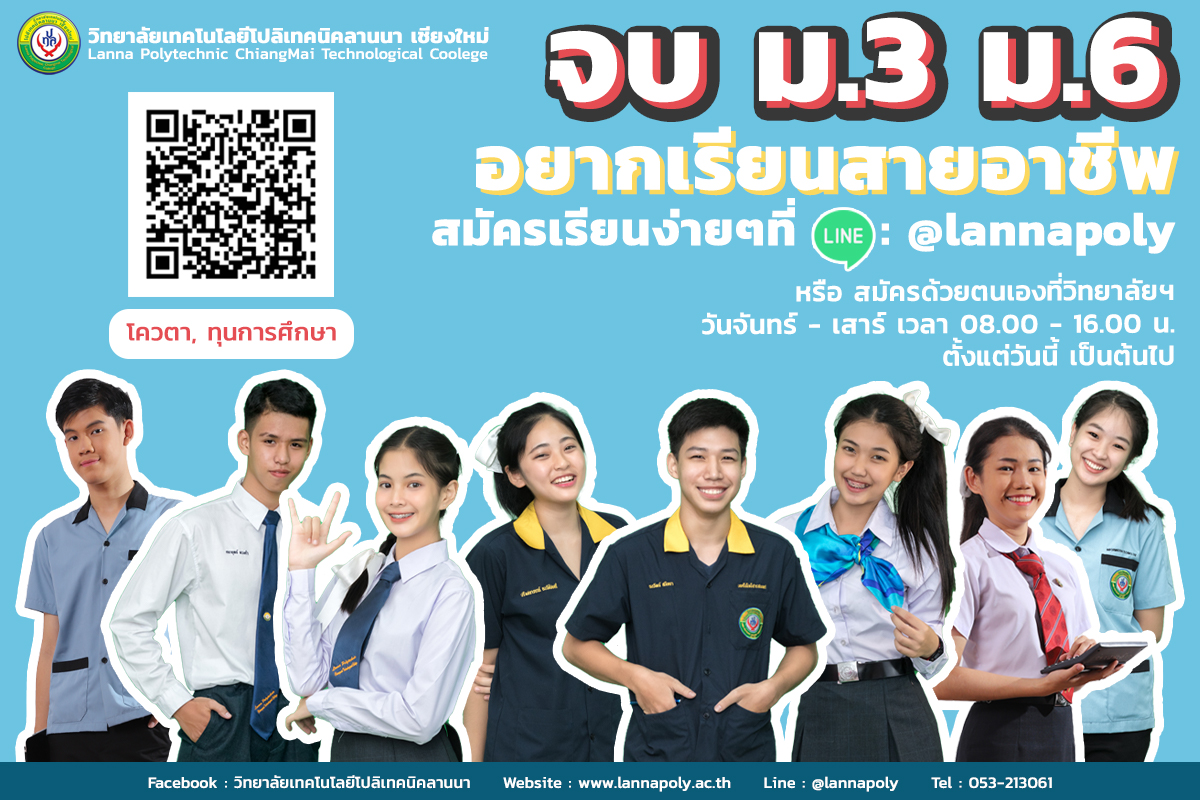 วิทยาลัยเทคโนโลยีโปลิเทคนิคลานนา เชียงใหม่
Lanna Polytechnic ChiangMai Technological Coolege
จบ ม.3 ม.6
อยากเรียนสายอาชีพ
สมัครเรียนง่ายๆที่ LINE : @lannapoly
หรือ สมัครด้วยตนเองที่วิทยาลัยฯ
วันจันทร์ - เสาร์ เวลา 08.00 - 16.00 น.
ตั้งแต่วันนี้ เป็นต้นไป
โควตา, ทุนการศึกษา
Facebook : วิทยาลัยเทคโนโลยีโปลิเทคนิคลานนา Website : www.lannapoly.ac.th Line : @lannapoly Tel : 053-213061